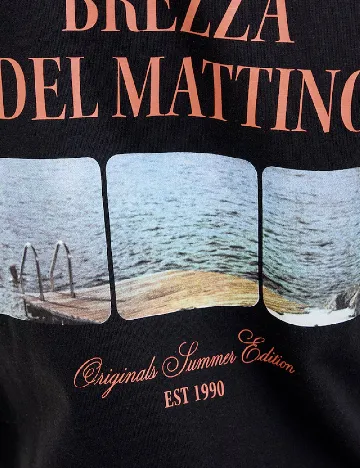 BREZZA
DEL MATTINO
Originals Summer Edition
EST 1990